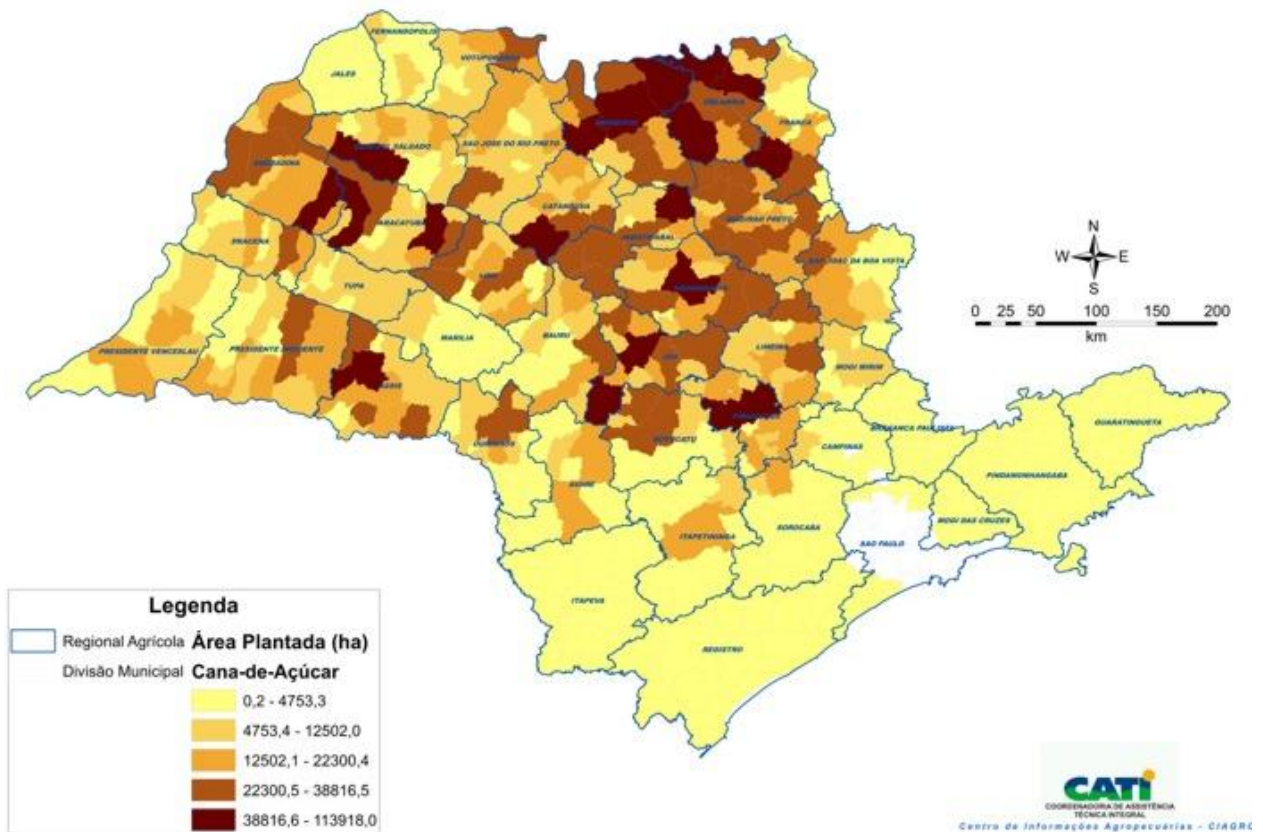 FERNANDOPOLIS
JALES
VOTUPORANGA
ORLANDIA
FRANCA
SAO JOSE DO RIO PRETO
SALGADO
CATANDUVA
RIBEIRAO PRETO
ARACATUBA
DRACENA
SAO JOAO DA BOA VISTA
TUPA
LINS
MARILIA
BAURU
JAU
LIMEIRA
PRESIDENTE VENCESLAU
PRESIDENTE PRUDENTE
MOGI MIRIM
OURINHOS
BOTUCATU
CAMPINAS
BRAGANCA PAULISTA
GUARATINGUETA
PINDAMONHANGABA
AVARE
SOROCABA
MOGI DAS CRUZES
ITAPETININGA
SAO PAULO
ITAPEVA
REGISTRO
N
W E
S
0 25 50 100 150 200
km
Legenda
Regional Agrícola Área Plantada (ha)
Divisão Municipal Cana-de-Açúcar
0,2 - 4753,3
4753,4 - 12502,0
12502,1 - 22300,4
22300,5 - 38816,5
38816,6 - 113918,0
CATI
COORDENADORIA DE ASSISTÊNCIA
TÉCNICA INTEGRAL
Centro de Informações Agropecuárias - CIAGRO